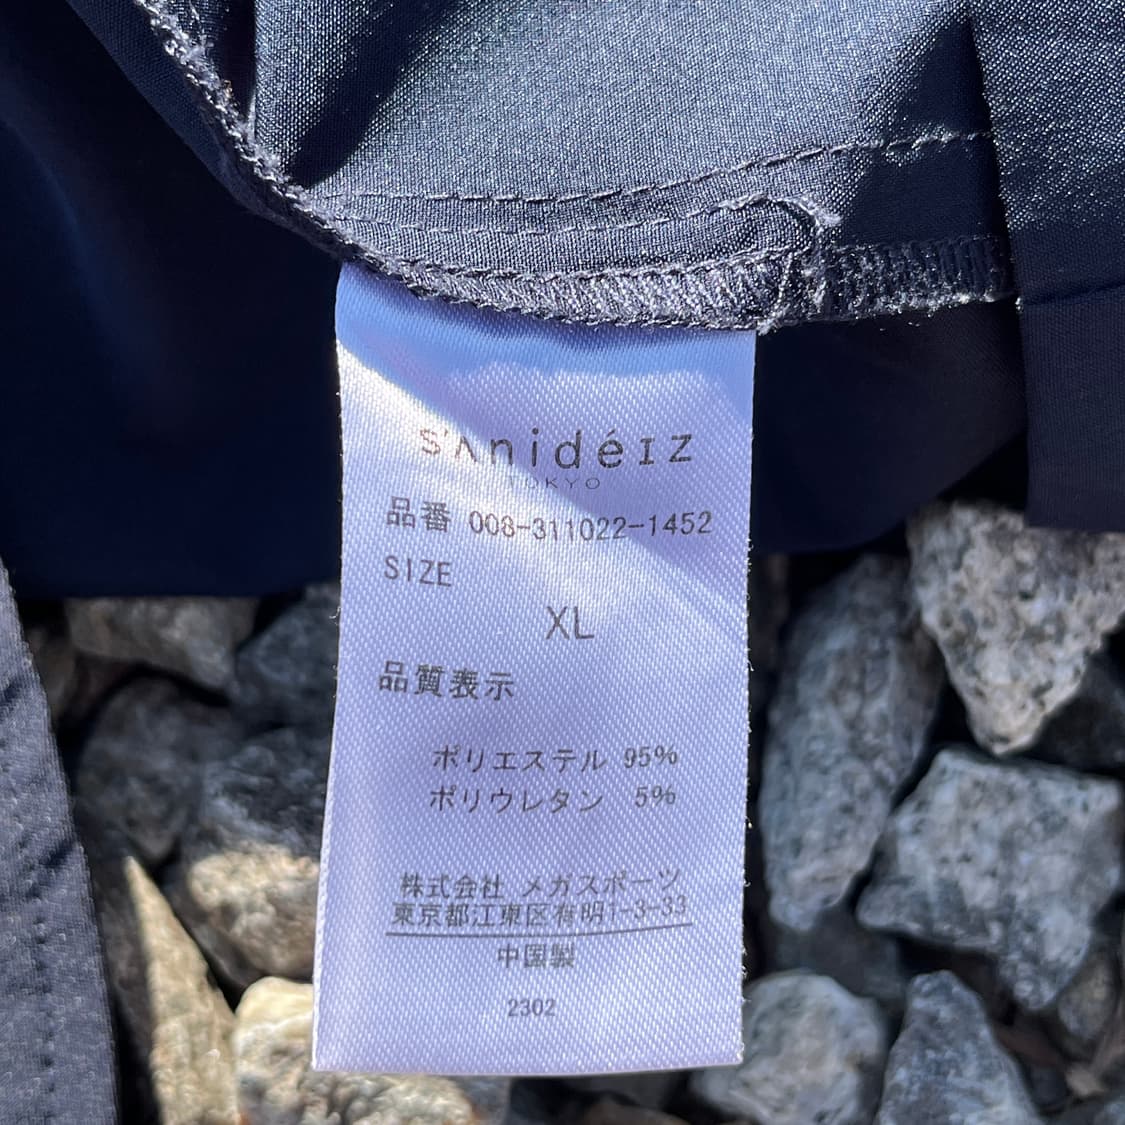 S'Anidéız
TOKYO
品番 008-311022-1452
SIZE
XL
品質表示
ポリエステル 95%
ポリウレタン 5%
株式会社 メガスポーツ
東京都江東区有明1-3-33
中国製
2302